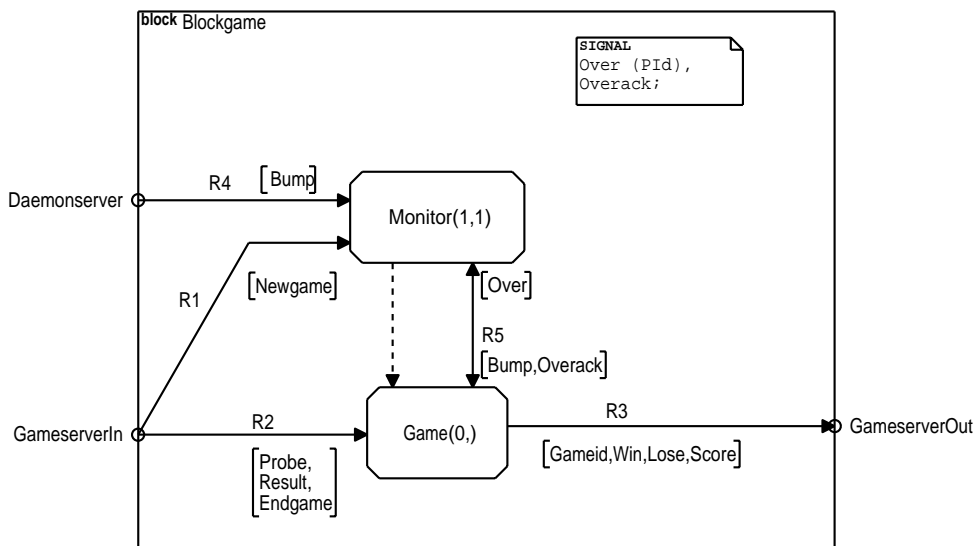 block Blockgame
SIGNAL
Over (PId),
Overack;
R4
[Bump]
Daemonserver
Monitor(1,1)
[Newgame]
[Over]
R1
R5
[Bump,Overack]
R2
R3
GameserverIn
Game(0,)
GameserverOut
[Gameid,Win,Lose,Score]
[Probe,
Result,
Endgame]